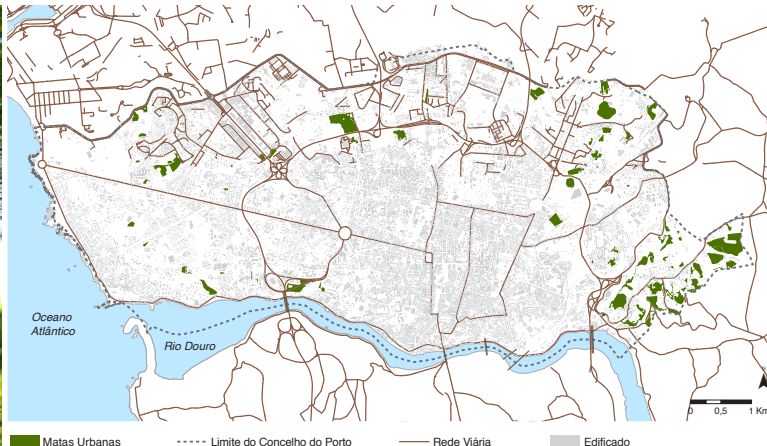 Oceano
Atlântico
Rio Douro
0 0,5 1 Km
Matas Urbanas
Limite do Concelho do Porto
Rede Viária
Edificado